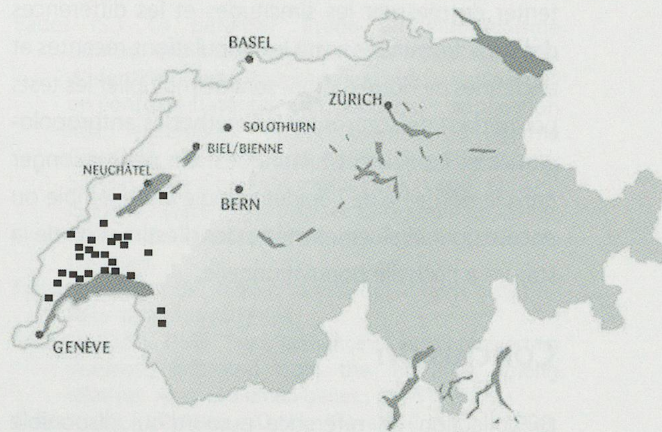 BASEL
ZÜRICH
SOLOTHURN
BIEL/BIENNE
NEUCHÂTEL
BERN
GENÈVE